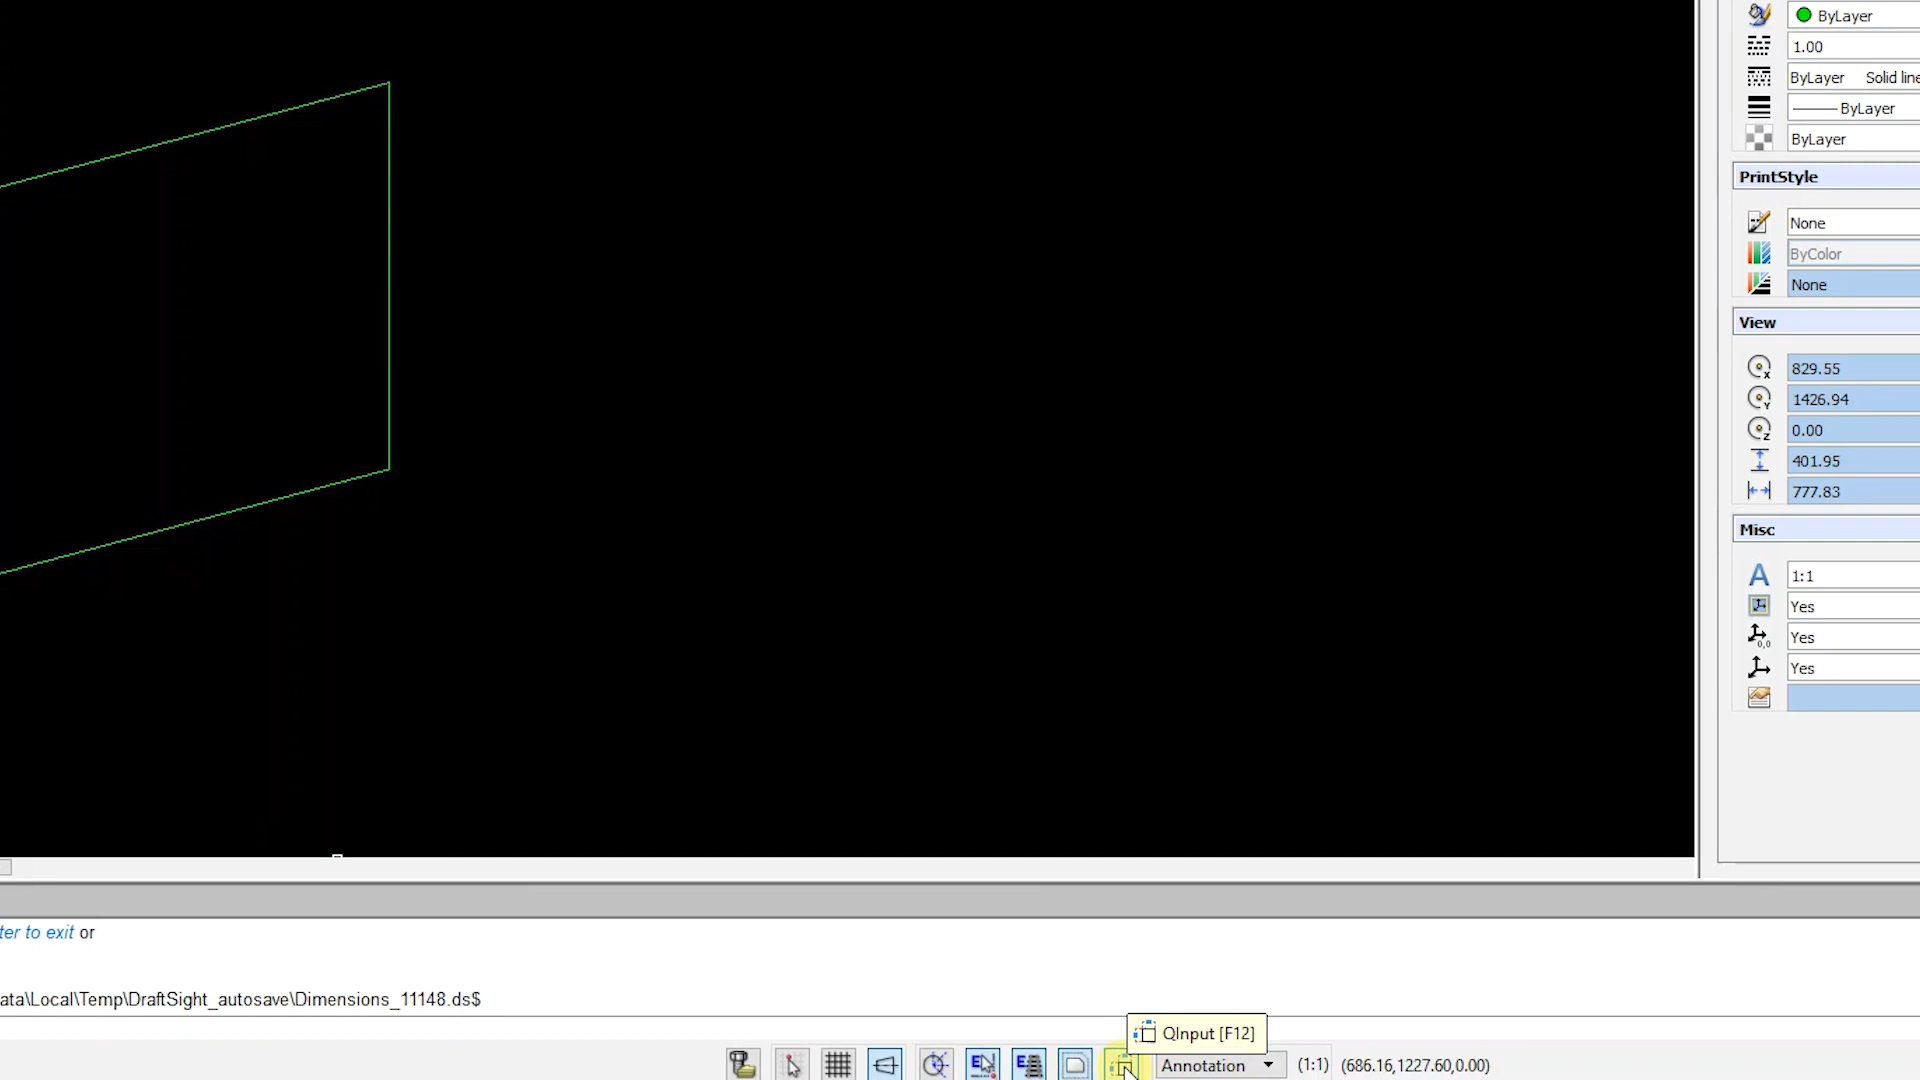 ByLayer
1.00
ByLayer Solid line
ByLayer
ByLayer
PrintStyle
None
ByColor
None
View
829.55
1426.94
0.00
401.95
777.83
Misc
1:1
Yes
Yes
Yes
ter to exit or
ata\Local\Temp\DraftSight_autosave\Dimensions_11148.ds$
QInput [F12]
Annotation (1:1) (686.16,1227.60,0.00)